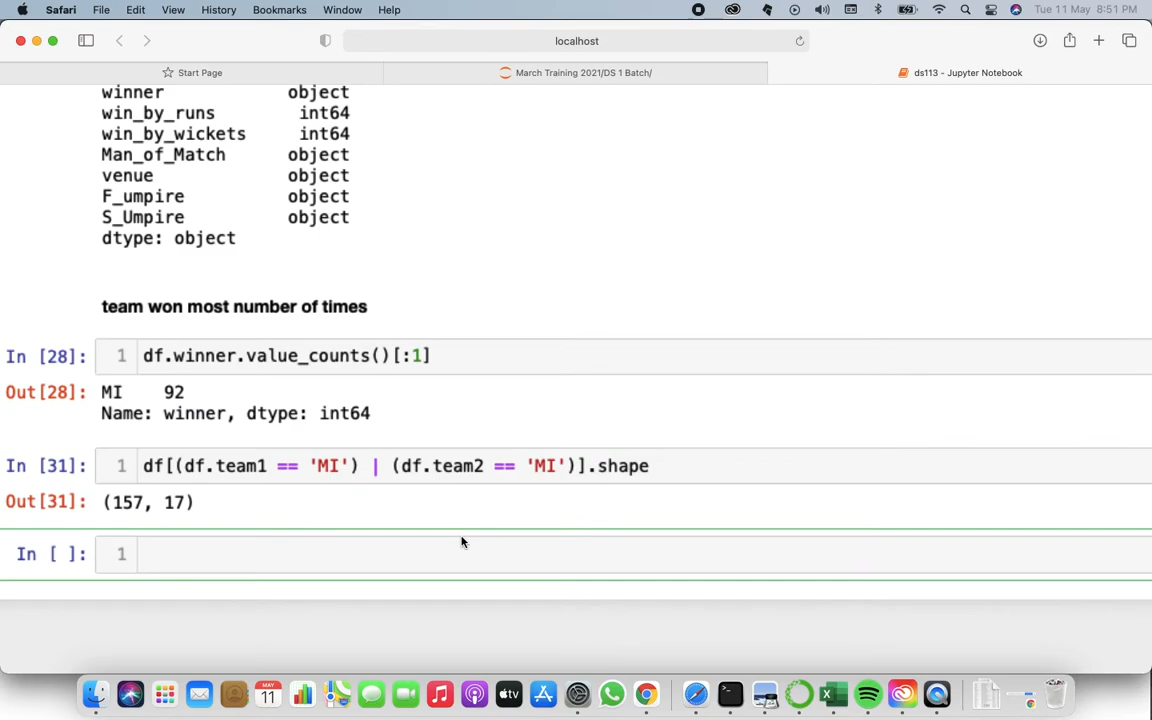 Safari File Edit View History Bookmarks Window Help Tue 11 May 8:51 PM
localhost
Start Page March Training 2021/DS 1 Batch/ ds113 - Jupyter Notebook
winner object
win_by_runs int64
win_by_wickets int64
Man_of_Match object
venue object
F_umpire object
S_Umpire object
dtype: object
team won most number of times
In [28]: 1 df.winner.value_counts()[:1]
Out[28]: MI 92
Name: winner, dtype: int64
In [31]: 1 df[(df.team1 == 'MI') | (df.team2 == 'MI')].shape
Out[31]: (157, 17)
In [ ]: 1
MAY
11
tv